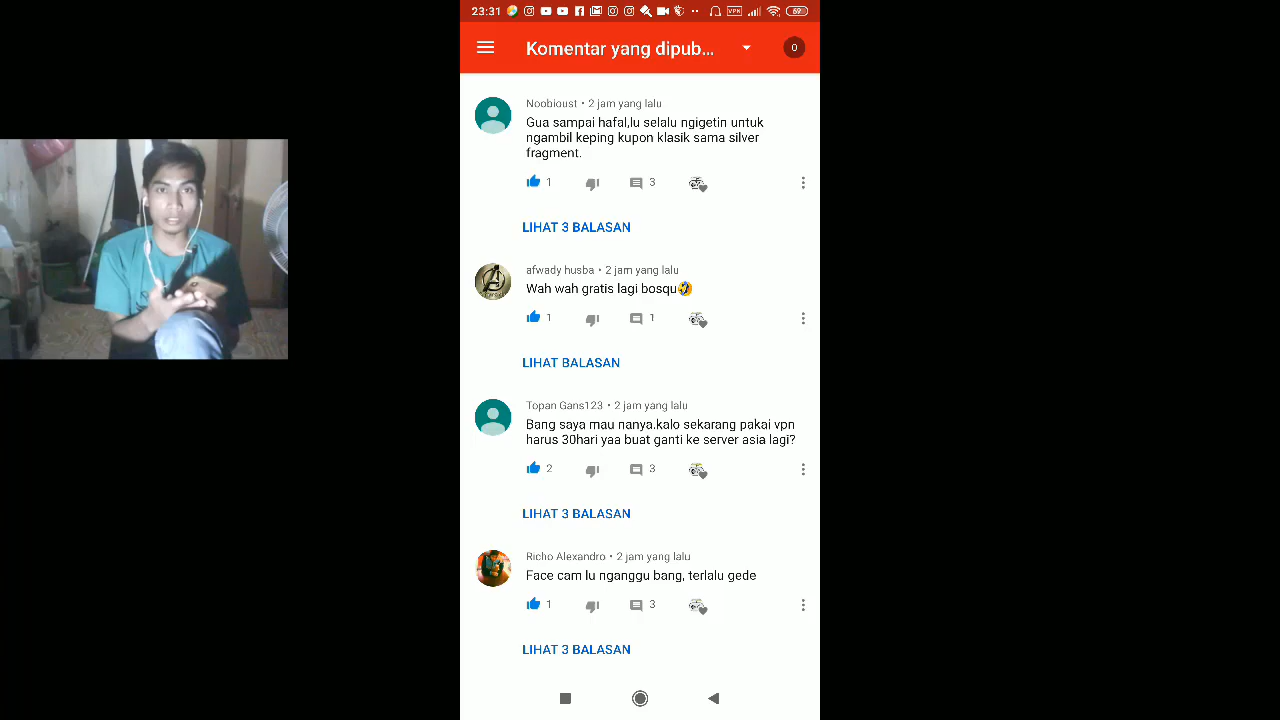 23:31
VPN
69
Komentar yang dipub...
0
Noobioust • 2 jam yang lalu
Gua sampai hafal,lu selalu ngigetin untuk
ngambil keping kupon klasik sama silver
fragment.
1
3
LIHAT 3 BALASAN
afwady husba • 2 jam yang lalu
Wah wah gratis lagi bosqu🤣
1
1
LIHAT BALASAN
Topan Gans123 • 2 jam yang lalu
Bang saya mau nanya.kalo sekarang pakai vpn
harus 30hari yaa buat ganti ke server asia lagi?
2
3
LIHAT 3 BALASAN
Richo Alexandro • 2 jam yang lalu
Face cam lu nganggu bang, terlalu gede
1
3
LIHAT 3 BALASAN